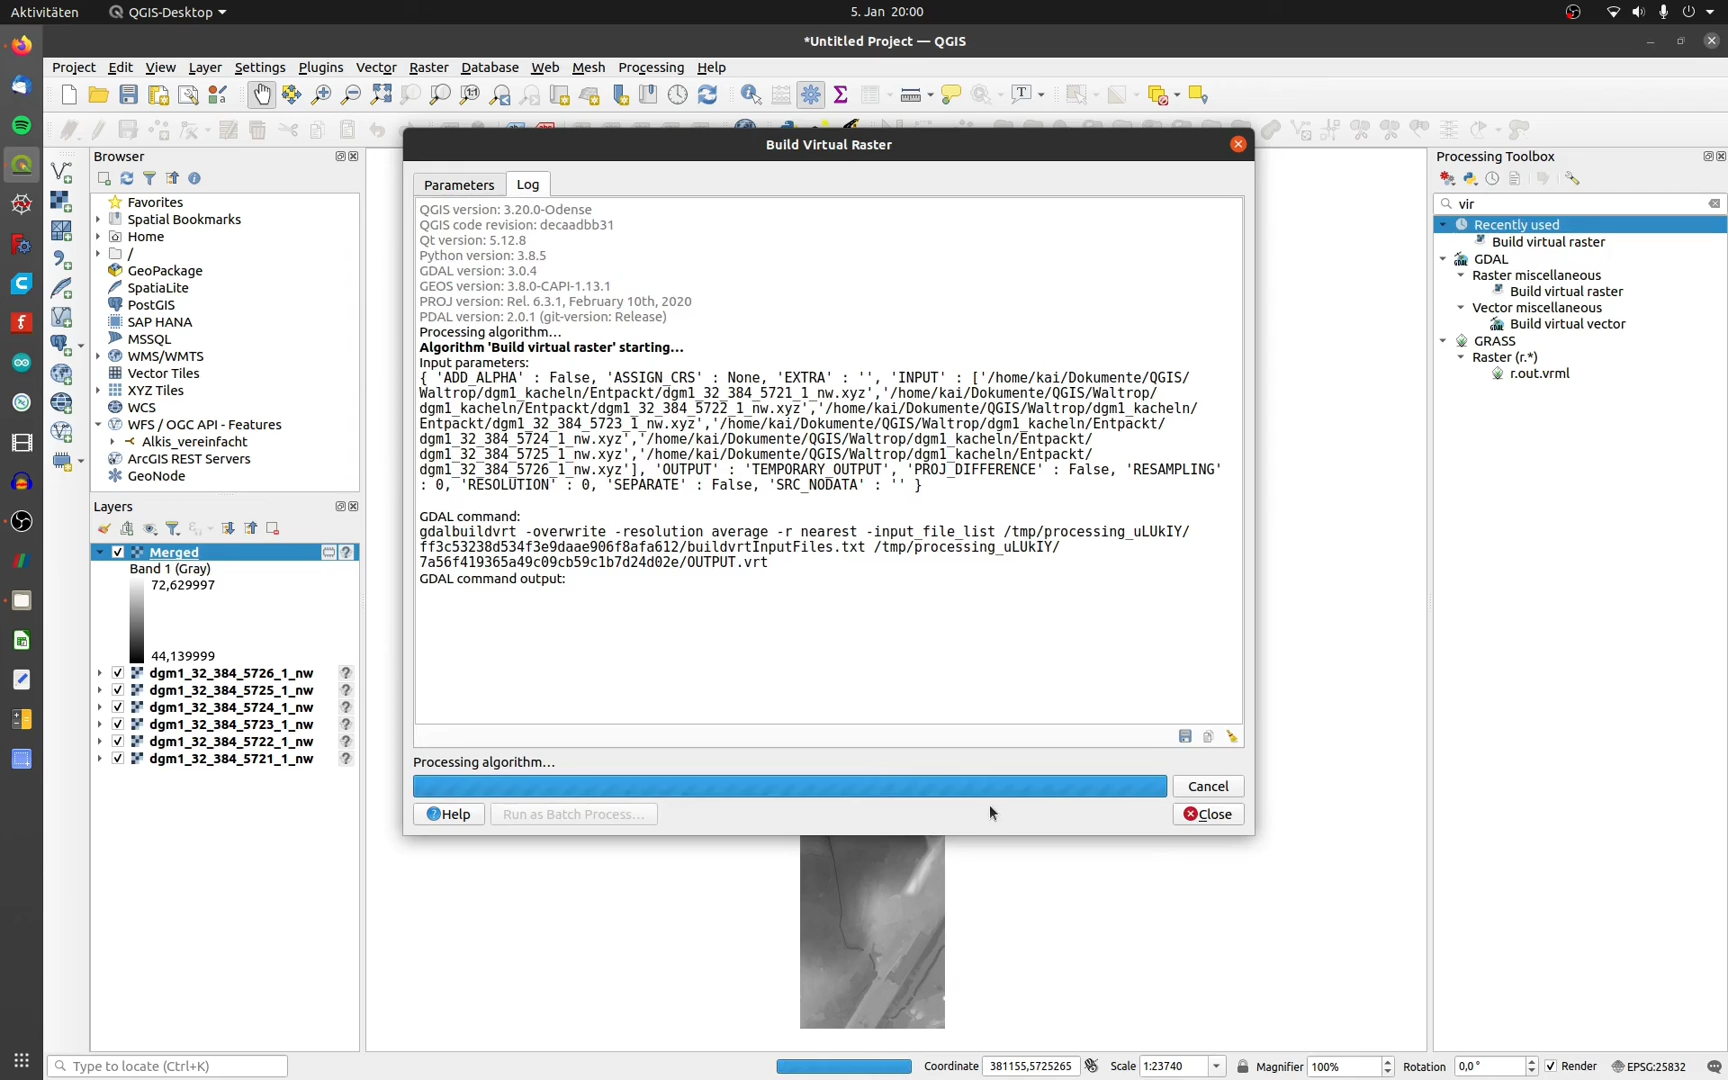 Aktivitäten
QGIS-Desktop
5. Jan 20:00
*Untitled Project — QGIS
Project Edit View Layer Settings Plugins Vector Raster Database Web Mesh Processing Help
Browser
Favorites
Spatial Bookmarks
Home
/
GeoPackage
SpatiaLite
PostGIS
SAP HANA
MSSQL
WMS/WMTS
Vector Tiles
XYZ Tiles
WCS
WFS / OGC API - Features
Alkis_vereinfacht
ArcGIS REST Servers
GeoNode
Layers
Merged
Band 1 (Gray)
72,629997
44,139999
dgm1_32_384_5726_1_nw
dgm1_32_384_5725_1_nw
dgm1_32_384_5724_1_nw
dgm1_32_384_5723_1_nw
dgm1_32_384_5722_1_nw
dgm1_32_384_5721_1_nw
Build Virtual Raster
Parameters Log
QGIS version: 3.20.0-Odense
QGIS code revision: decaadbb31
Qt version: 5.12.8
Python version: 3.8.5
GDAL version: 3.0.4
GEOS version: 3.8.0-CAPI-1.13.1
PROJ version: Rel. 6.3.1, February 10th, 2020
PDAL version: 2.0.1 (git-version: Release)
Processing algorithm…
Algorithm 'Build virtual raster' starting…
Input parameters:
{ 'ADD_ALPHA' : False, 'ASSIGN_CRS' : None, 'EXTRA' : '', 'INPUT' : ['/home/kai/Dokumente/QGIS/
Waltrop/dgm1_kacheln/Entpackt/dgm1_32_384_5721_1_nw.xyz','/home/kai/Dokumente/QGIS/Waltrop/
dgm1_kacheln/Entpackt/dgm1_32_384_5722_1_nw.xyz','/home/kai/Dokumente/QGIS/Waltrop/dgm1_kacheln/
Entpackt/dgm1_32_384_5723_1_nw.xyz','/home/kai/Dokumente/QGIS/Waltrop/dgm1_kacheln/Entpackt/
dgm1_32_384_5724_1_nw.xyz','/home/kai/Dokumente/QGIS/Waltrop/dgm1_kacheln/Entpackt/
dgm1_32_384_5725_1_nw.xyz','/home/kai/Dokumente/QGIS/Waltrop/dgm1_kacheln/Entpackt/
dgm1_32_384_5726_1_nw.xyz'], 'OUTPUT' : 'TEMPORARY_OUTPUT', 'PROJ_DIFFERENCE' : False, 'RESAMPLING'
: 0, 'RESOLUTION' : 0, 'SEPARATE' : False, 'SRC_NODATA' : '' }
GDAL command:
gdalbuildvrt -overwrite -resolution average -r nearest -input_file_list /tmp/processing_uLUkIY/
ff3c53238d534f3e9daae906f8afa612/buildvrtInputFiles.txt /tmp/processing_uLUkIY/
7a56f419365a49c09cb59c1b7d24d02e/OUTPUT.vrt
GDAL command output:
Processing algorithm…
Cancel
Help
Run as Batch Process…
Close
Processing Toolbox
vir
Recently used
Build virtual raster
GDAL
Raster miscellaneous
Build virtual raster
Vector miscellaneous
Build virtual vector
GRASS
Raster (r.*)
r.out.vrml
Type to locate (Ctrl+K)
Coordinate 381155,5725265
Scale 1:23740
Magnifier 100%
Rotation 0,0 °
Render
EPSG:25832